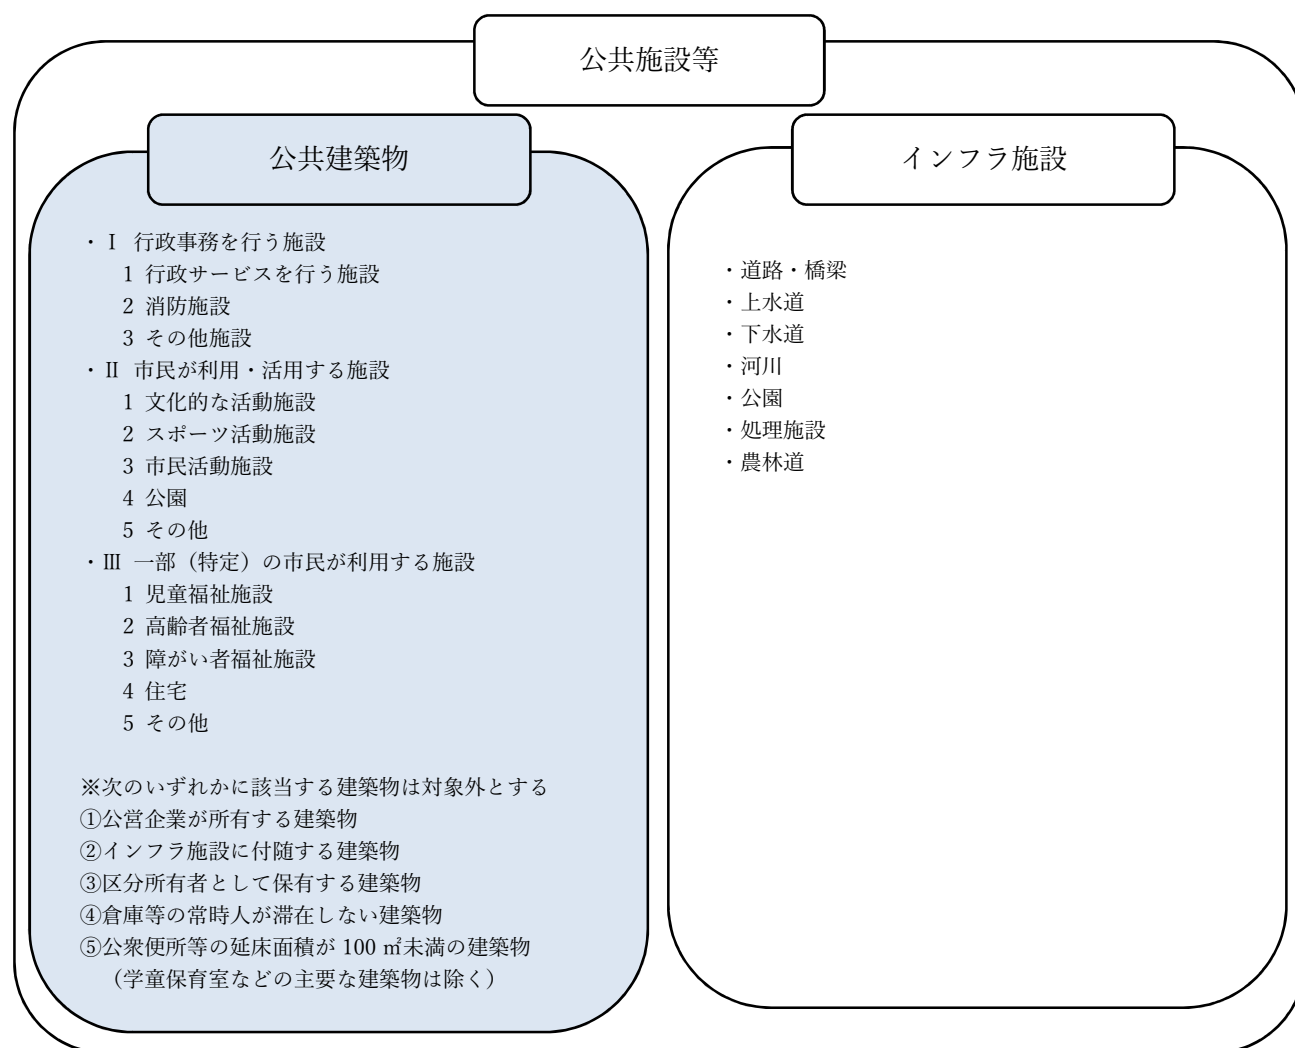 公共施設等
公共建築物
・Ⅰ 行政事務を行う施設
1 行政サービスを行う施設
2 消防施設
3 その他施設
・Ⅱ 市民が利用・活用する施設
1 文化的な活動施設
2 スポーツ活動施設
3 市民活動施設
4 公園
5 その他
・Ⅲ 一部（特定）の市民が利用する施設
1 児童福祉施設
2 高齢者福祉施設
3 障がい者福祉施設
4 住宅
5 その他
※次のいずれかに該当する建築物は対象外とする
①公営企業が所有する建築物
②インフラ施設に付随する建築物
③区分所有者として保有する建築物
④倉庫等の常時人が滞在しない建築物
⑤公衆便所等の延床面積が 100 ㎡未満の建築物
（学童保育室などの主要な建築物は除く）
インフラ施設
・道路・橋梁
・上水道
・下水道
・河川
・公園
・処理施設
・農林道